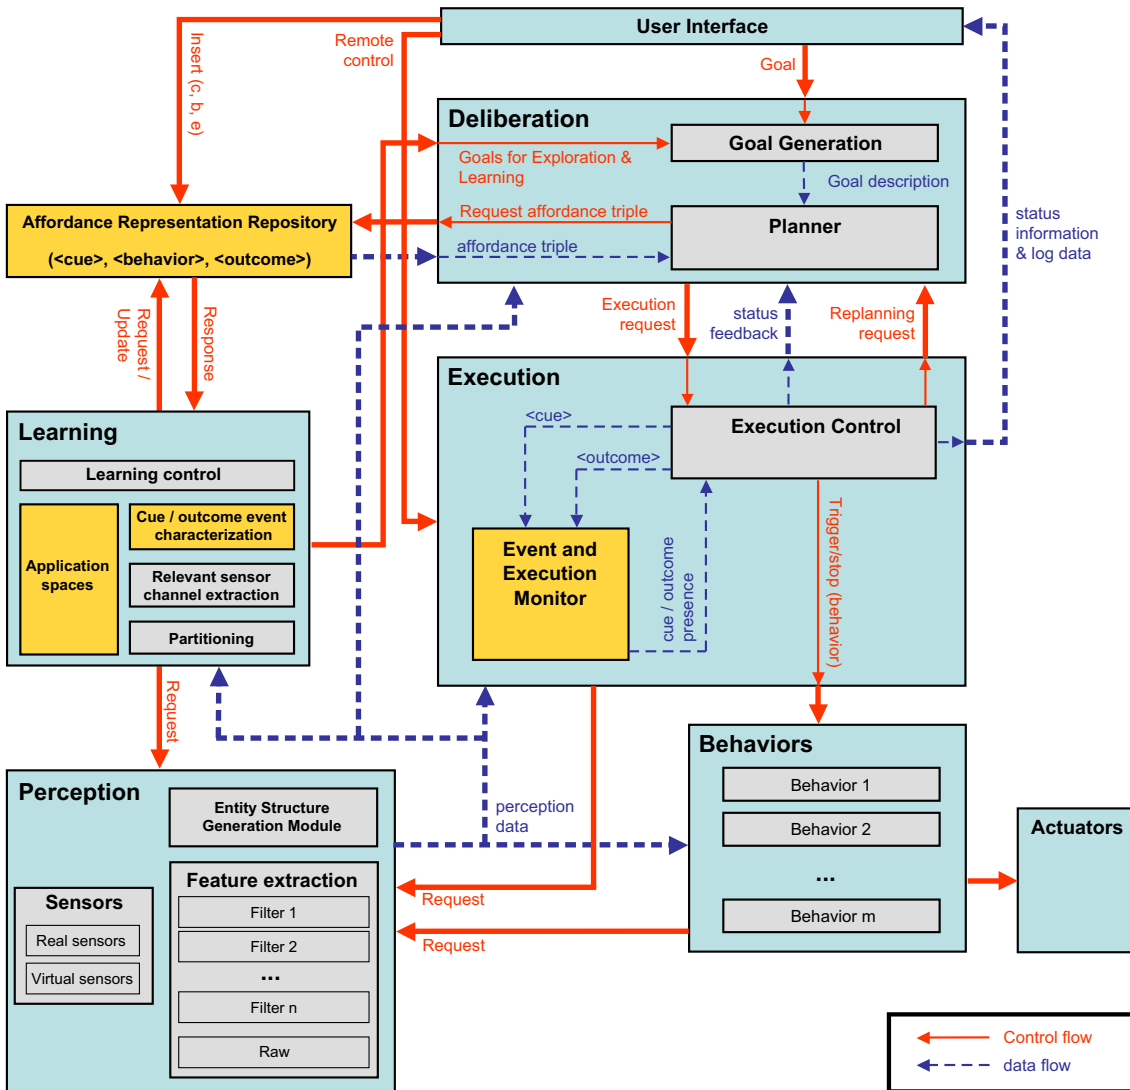 User Interface
Insert (c, b, e)
Remote
control
Goal
Deliberation
Goal Generation
Goals for Exploration &
Learning
Goal description
Request affordance triple
Planner
affordance triple
status
information
& log data
Affordance Representation Repository
(<cue>, <behavior>, <outcome>)
Request /
Update
Response
Execution
request
status
feedback
Replanning
request
Execution
Execution Control
<cue>
<outcome>
Event and
Execution
Monitor
cue / outcome
presence
Trigger/stop (behavior)
Learning
Learning control
Application
spaces
Cue / outcome event
characterization
Relevant sensor
channel extraction
Partitioning
Request
Perception
Entity Structure
Generation Module
perception
data
Sensors
Real sensors
Virtual sensors
Feature extraction
Filter 1
Filter 2
...
Filter n
Raw
Request
Request
Behaviors
Behavior 1
Behavior 2
...
Behavior m
Actuators
Control flow
data flow